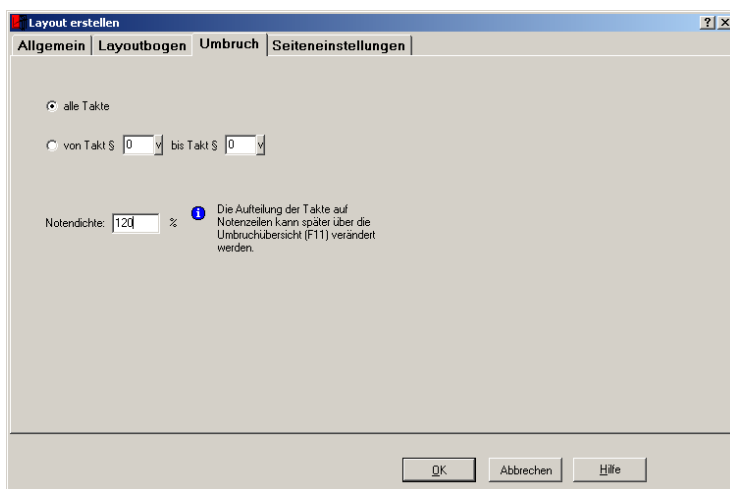 Layout erstellen
Allgemein Layoutbogen Umbruch Seiteneinstellungen
alle Takte
von Takt § 0 bis Takt § 0
Notendichte: 120 %
Die Aufteilung der Takte auf
Notenzeilen kann später über die
Umbruchübersicht (F11) verändert
werden.
OK Abbrechen Hilfe